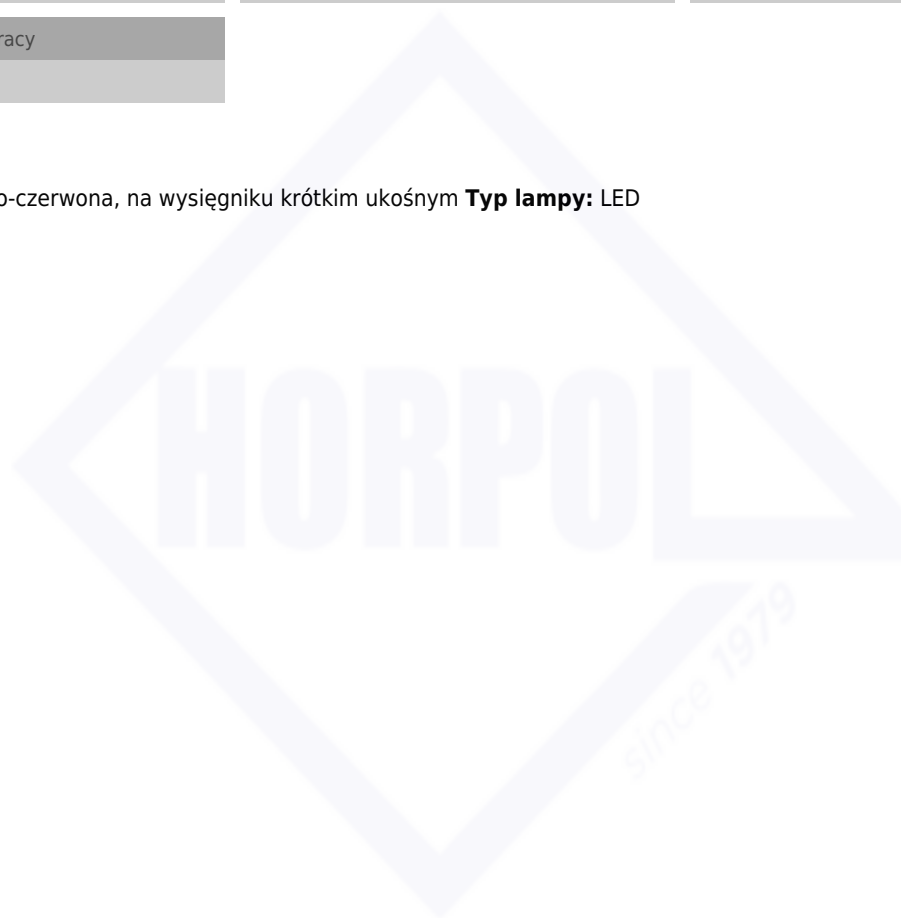 racy
o-czerwona, na wysięgniku krótkim ukośnym Typ lampy: LED
HORPOL
since 1979